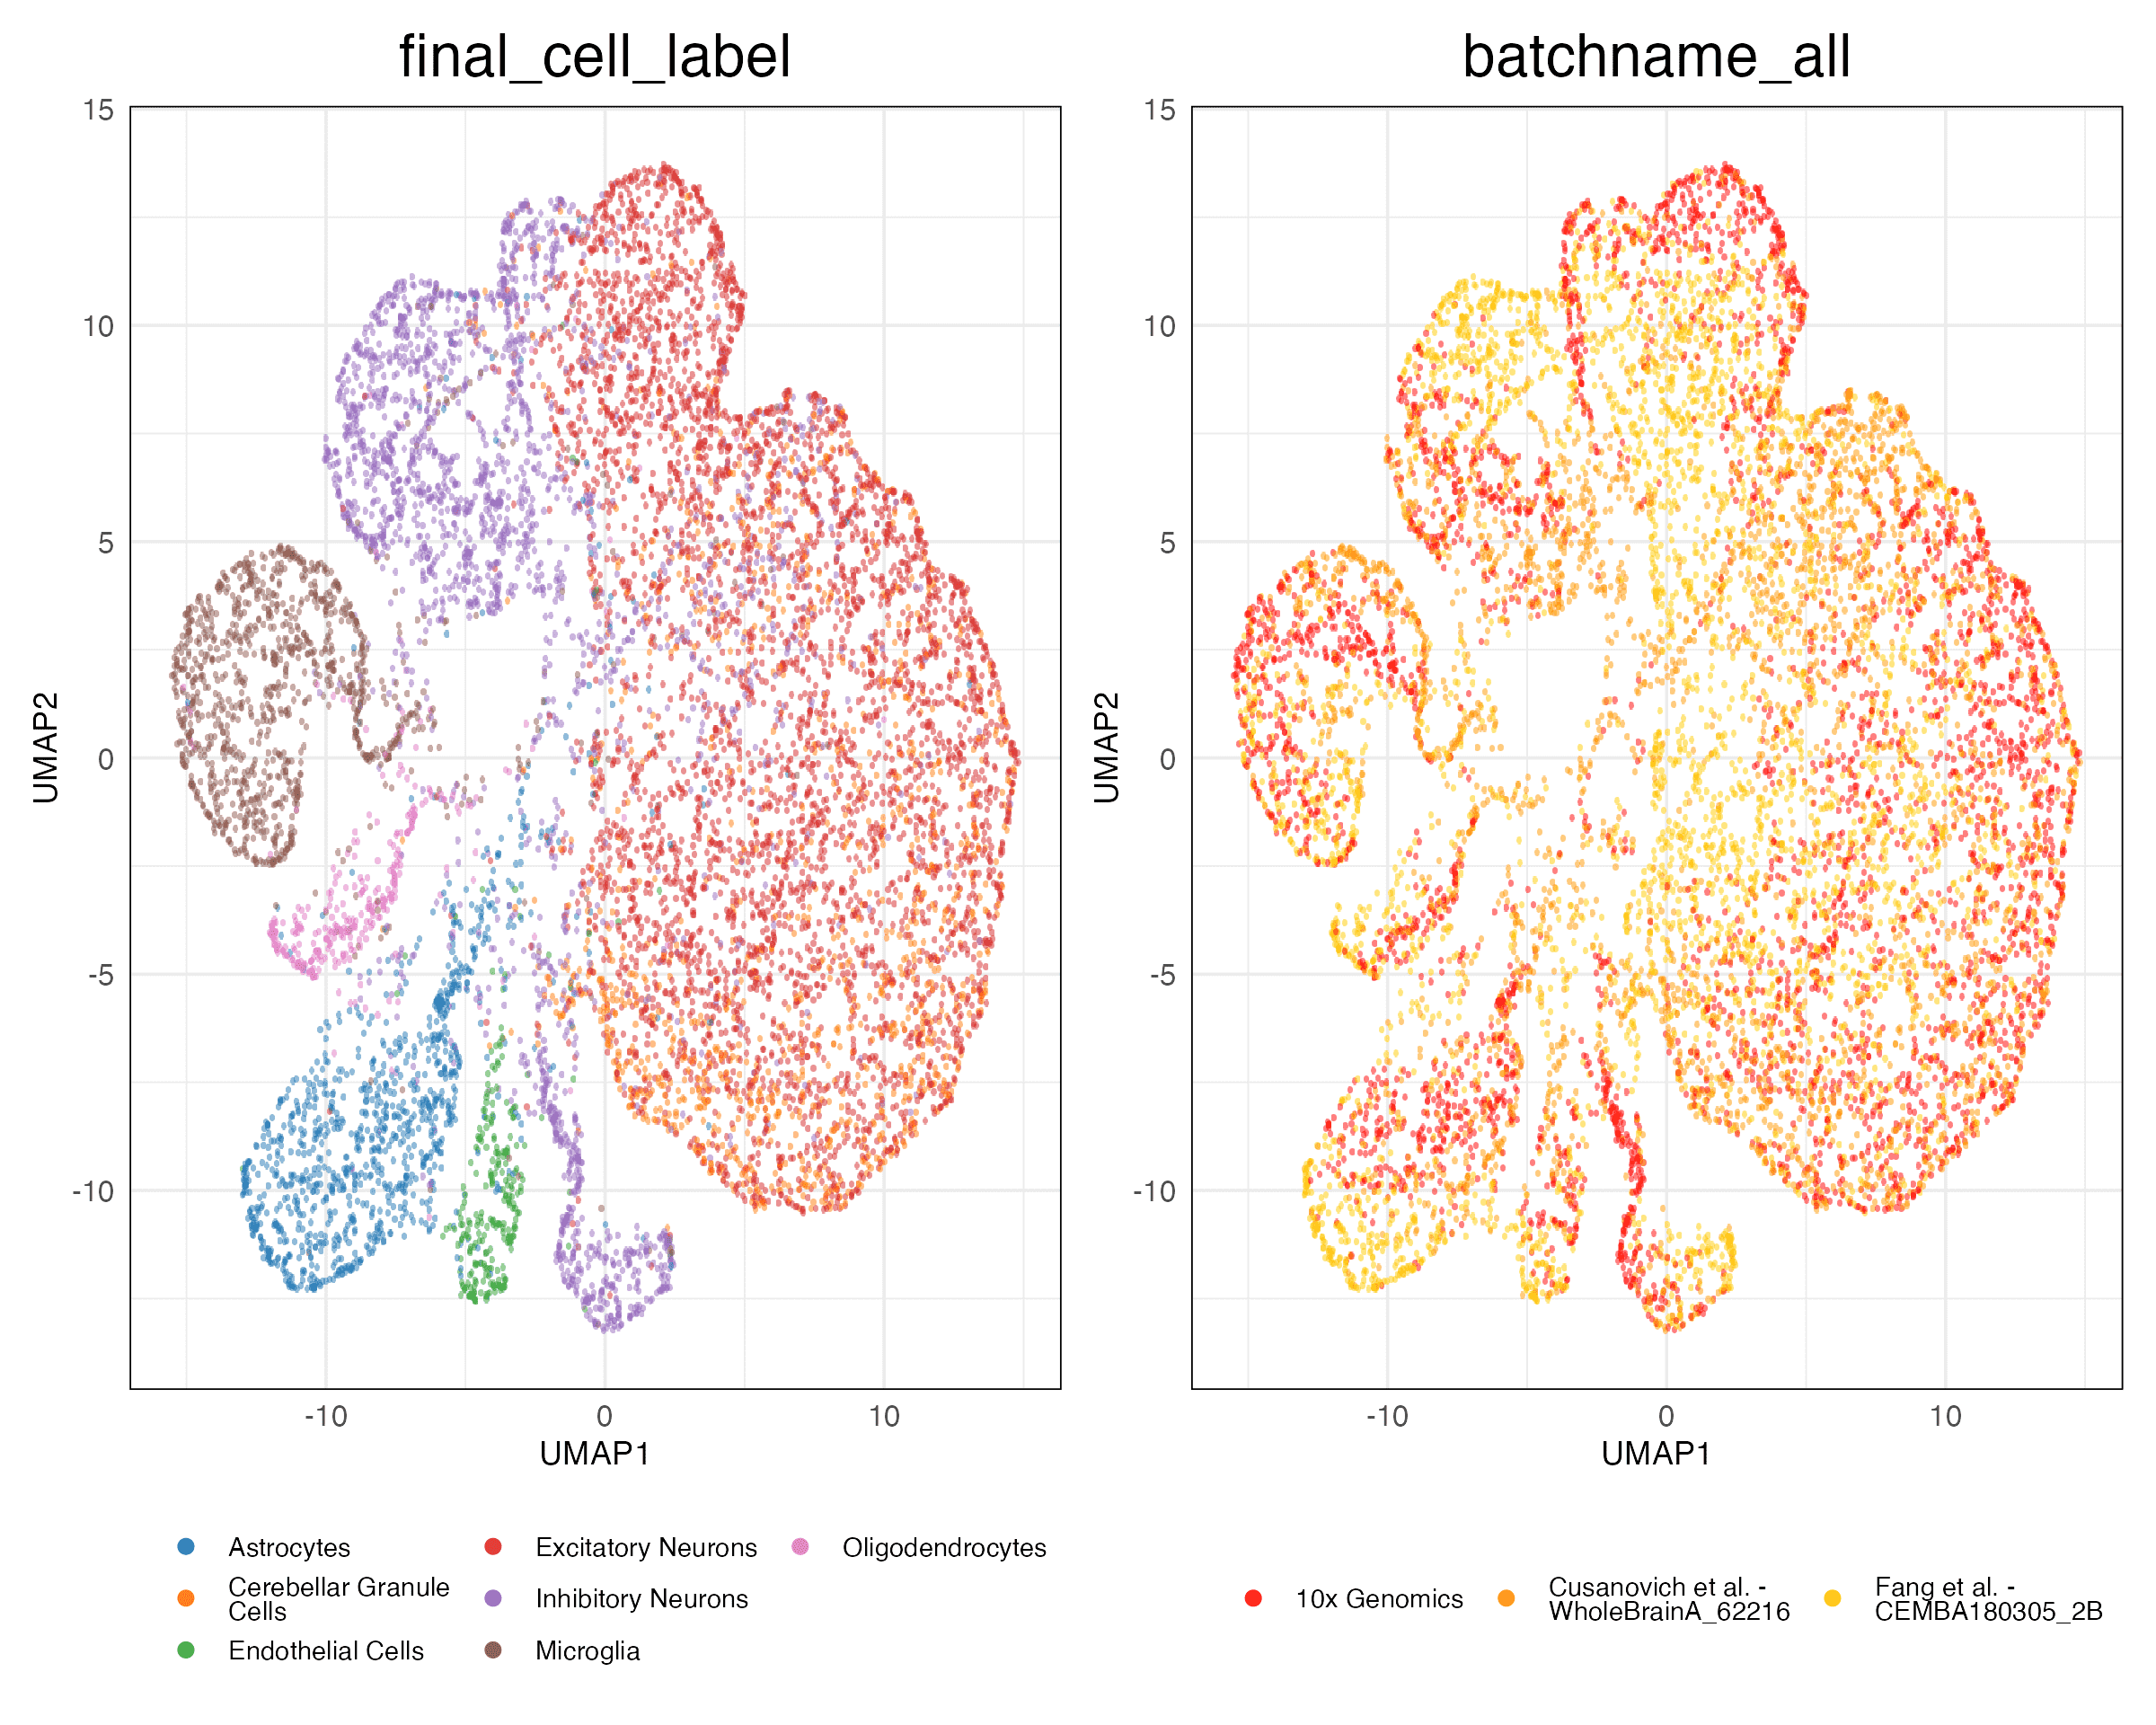 final_cell_label
15
10
5
0
-5
-10
UMAP2
-10
0
10
UMAP1
Astrocytes
Cerebellar Granule
Cells
Endothelial Cells
Excitatory Neurons
Inhibitory Neurons
Microglia
Oligodendrocytes
batchname_all
15
10
5
0
-5
-10
UMAP2
-10
0
10
UMAP1
10x Genomics
Cusanovich et al. -
WholeBrainA_62216
Fang et al. -
CEMBA180305_2B